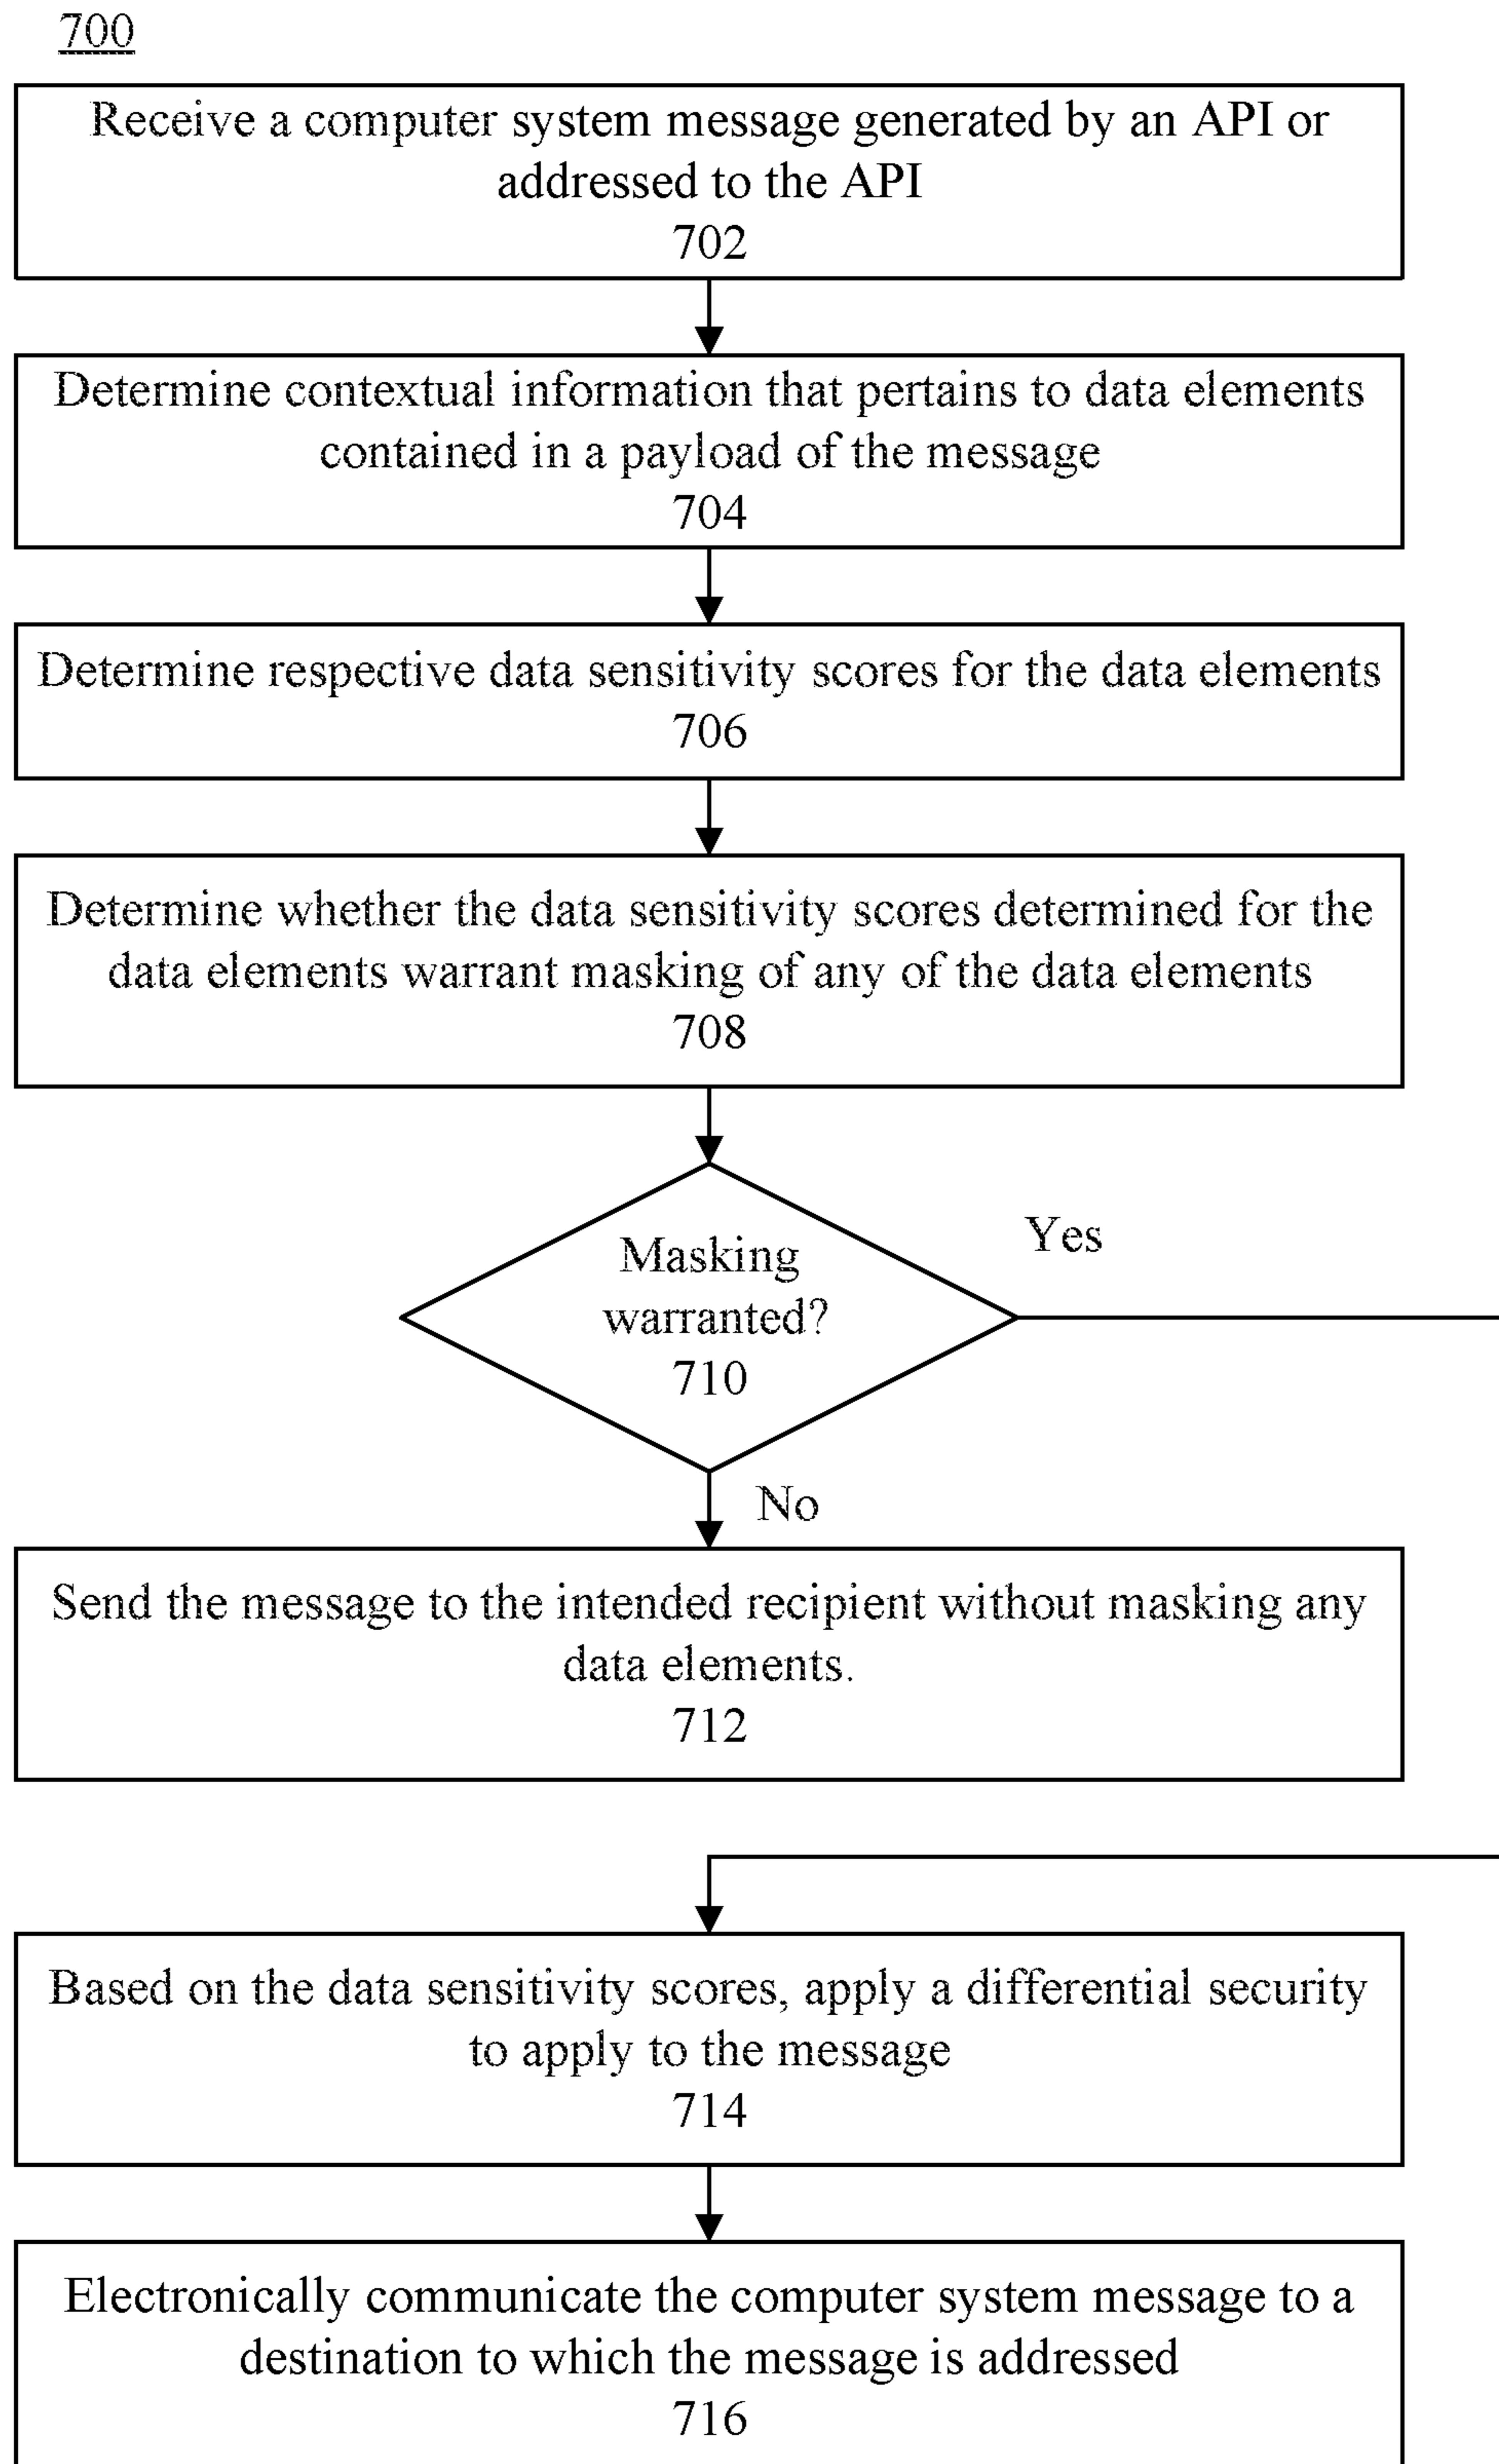 700
Receive a computer system message generated by an API or
addressed to the API
702
Determine contextual information that pertains to data elements
contained in a payload of the message
704
Determine respective data sensitivity scores for the data elements
706
Determine whether the data sensitivity scores determined for the
data elements warrant masking of any of the data elements
708
Masking
warranted?
710
Yes
No
Send the message to the intended recipient without masking any
data elements.
712
Based on the data sensitivity scores, apply a differential security
to apply to the message
714
Electronically communicate the computer system message to a
destination to which the message is addressed
716